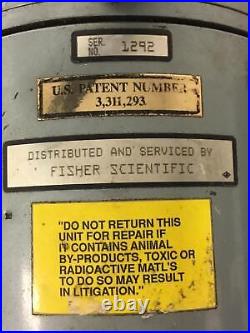 SER. NO. 1292
U.S. PATENT NUMBER
3,311,293
DISTRIBUTED AND SERVICED BY
FISHER SCIENTIFIC
"DO NOT RETURN THIS
UNIT FOR REPAIR IF
IT CONTAINS ANIMAL
BY-PRODUCTS, TOXIC OR
RADIOACTIVE MATL'S
TO DO SO MAY RESULT
IN LITIGATION."